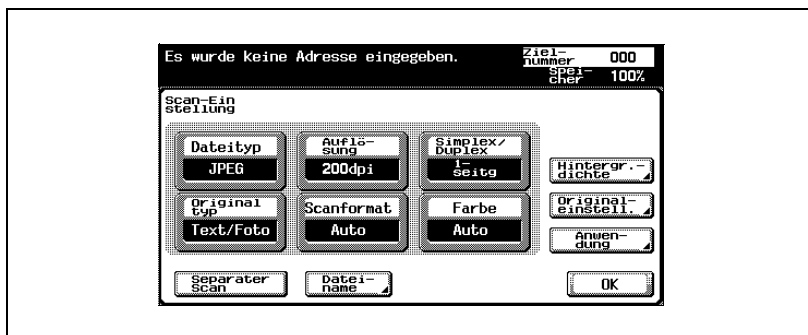 Es wurde keine Adresse eingegeben.
Ziel-
nummer 000
Spei-
cher 100%
Scan-Ein
stellung
Dateityp
JPEG
Auflö-
sung
200dpi
Simplex/
Duplex
1-
seitg
Hintergr.-
dichte
Original
typ
Text/Foto
Scanformat
Auto
Farbe
Auto
Original-
einstell.
Anwen-
dung
Separater
Scan
Datei-
name
OK